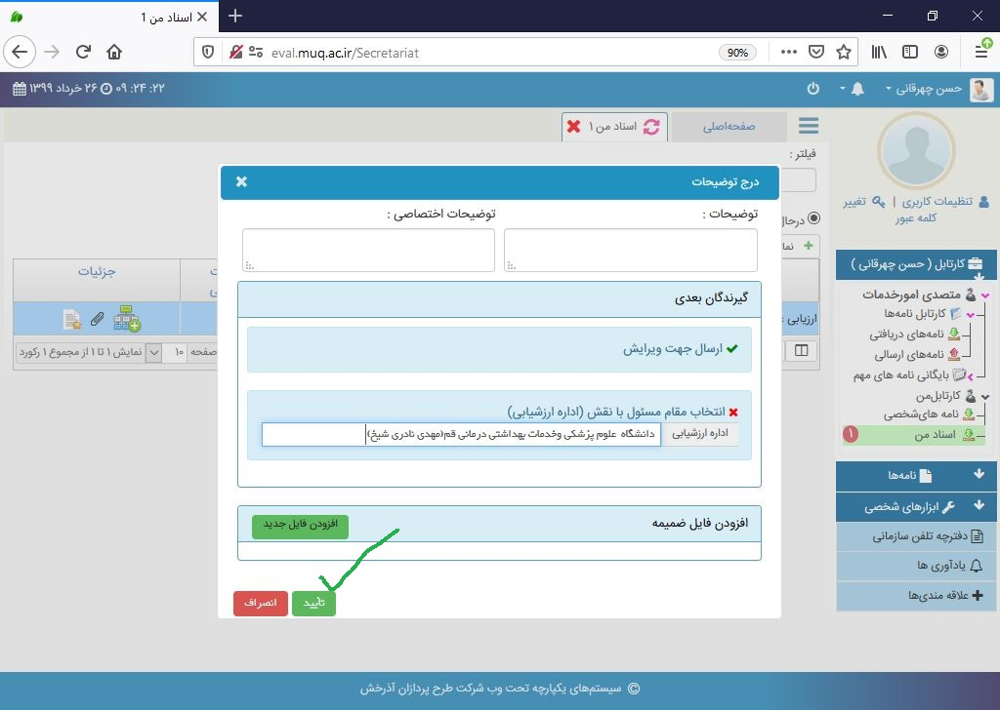 اسناد من 1
eval.muq.ac.ir/Secretariat
90%
حسن چهرقانی
۲۶ خرداد ۱۳۹۹ ۰۹ :۲۴ :۲۲
تنظیمات کاربری | تغییر
کلمه عبور
کارتابل ( حسن چهرقانی )
متصدی امورخدمات
کارتابل نامه‌ها
نامه‌های دریافتی
نامه‌های ارسالی
بایگانی نامه های مهم
کارتابل‌من
نامه های‌شخصی
اسناد من
۱
نامه‌ها
ابزارهای شخصی
دفترچه تلفن سازمانی
یادآوری ها
علاقه مندی‌ها
صفحه‌اصلی
اسناد من ۱
فیلتر :
درحال
نما
جزئیات
ارزیابی
صفحه ۱۰
نمایش ۱ تا ۱ از مجموع ۱ رکورد
درج توضیحات
توضیحات :
توضیحات اختصاصی :
گیرندگان بعدی
ارسال جهت ویرایش
انتخاب مقام مسئول با نقش (اداره ارزشیابی)
اداره ارزشیابی
دانشگاه علوم پزشکی وخدمات بهداشتی درمانی قم(مهدی نادری شیخ)
افزودن فایل ضمیمه
افزودن فایل جدید
تأیید
انصراف
© سیستم‌های یکپارچه تحت وب شرکت طرح پردازان آذرخش